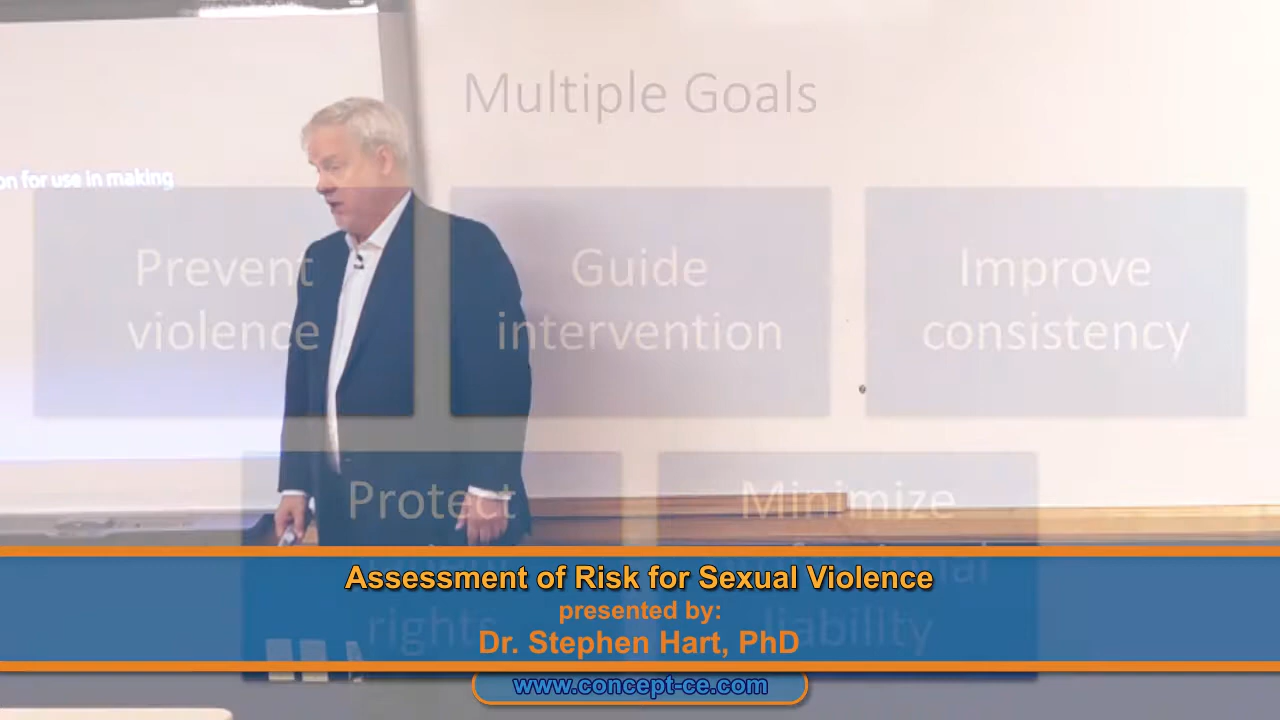 Multiple Goals
on for use in making
Prevent
violence
Guide
intervention
Improve
consistency
Protect
rights
Minimize
liability
Assessment of Risk for Sexual Violence
presented by:
Dr. Stephen Hart, PhD
www.concept-ce.com